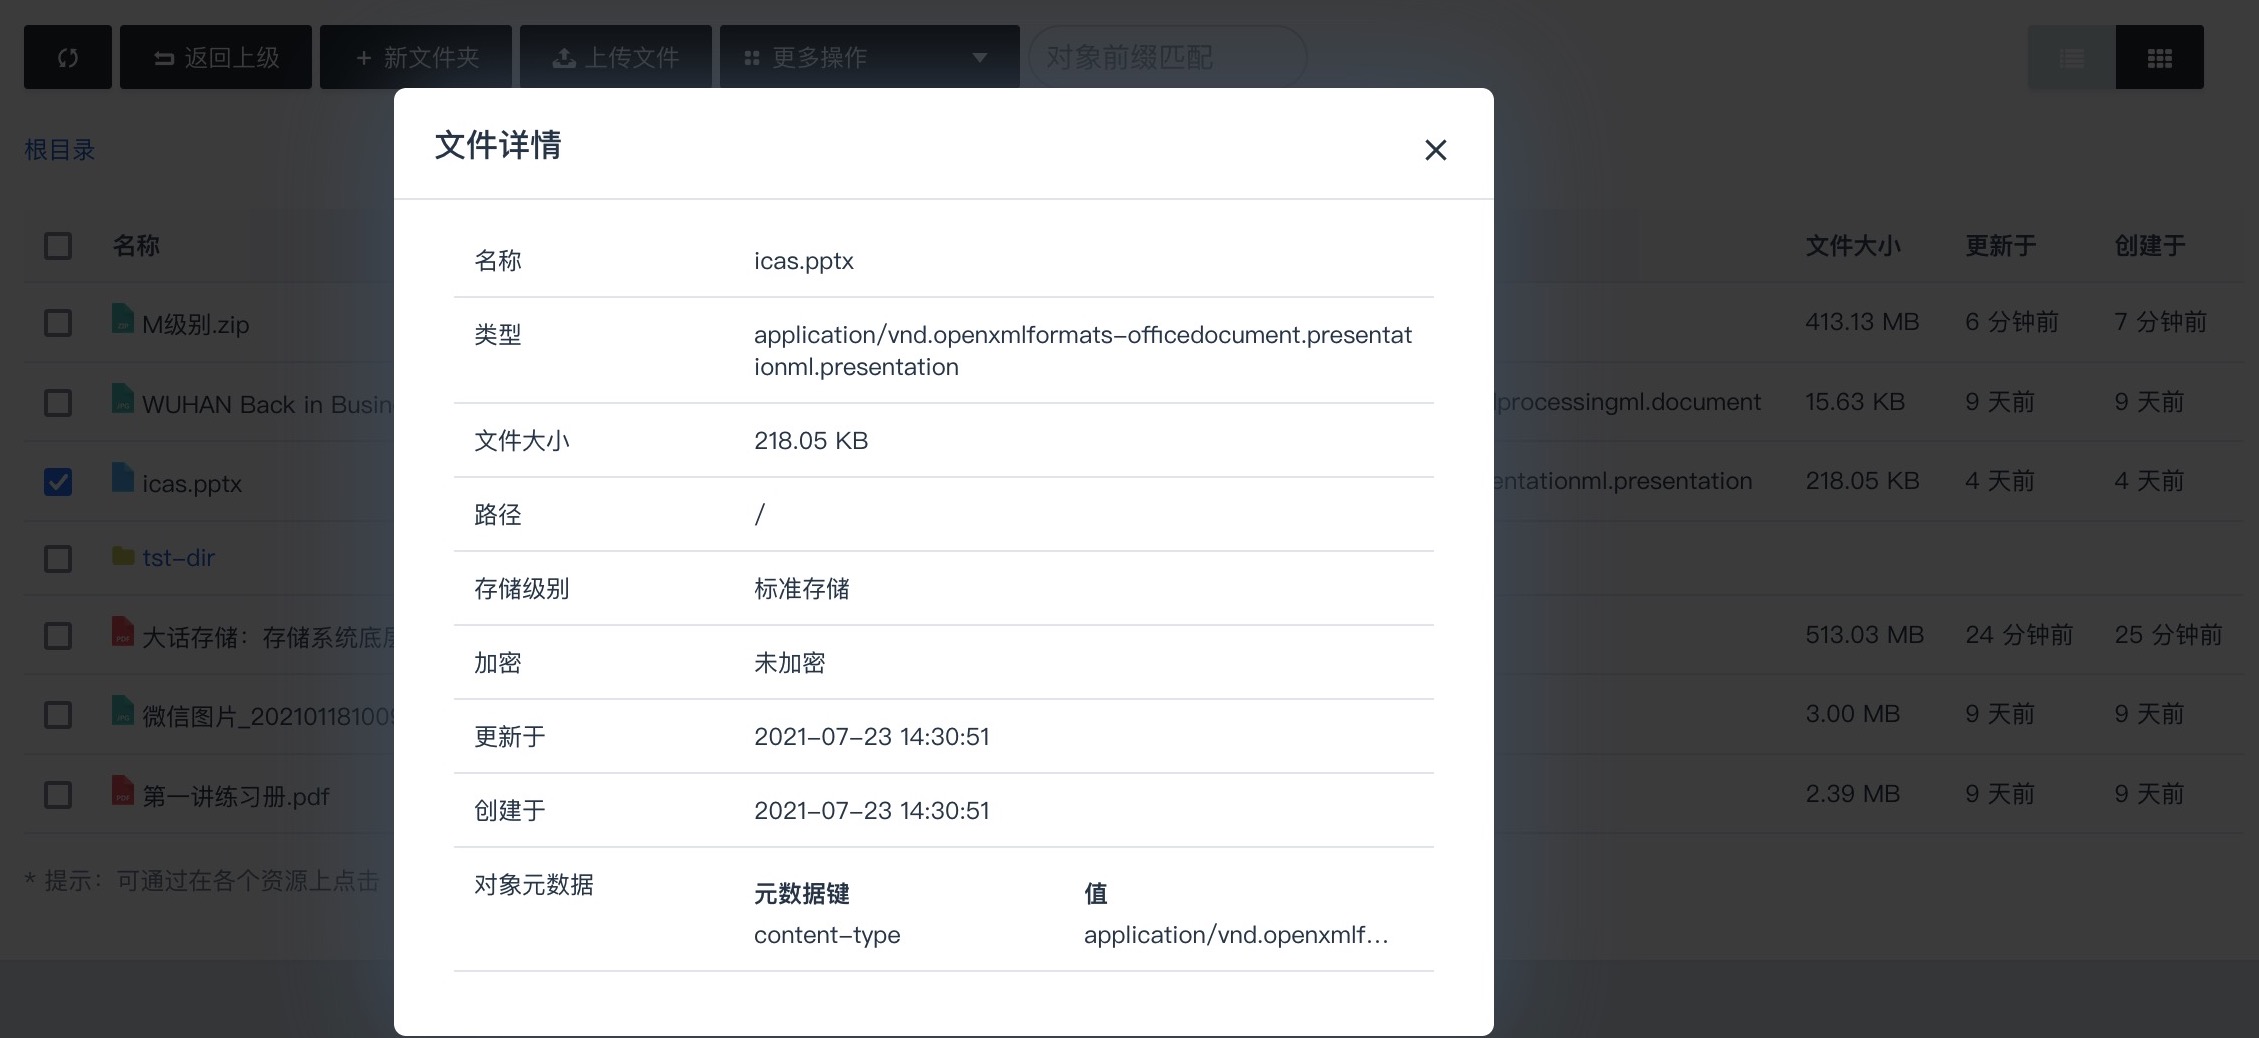 返回上级
+ 新文件夹
上传文件
更多操作
对象前缀匹配
根目录
文件详情
名称
文件大小
更新于
创建于
名称
icas.pptx
类型
application/vnd.openxmlformats-officedocument.presentat
ionml.presentation
文件大小
218.05 KB
路径
/
存储级别
标准存储
加密
未加密
更新于
2021-07-23 14:30:51
创建于
2021-07-23 14:30:51
对象元数据
元数据键
值
content-type
application/vnd.openxmlf...
M级别.zip
413.13 MB
6 分钟前
7 分钟前
WUHAN Back in
processingml.document
15.63 KB
9 天前
9 天前
icas.pptx
entationml.presentation
218.05 KB
4 天前
4 天前
tst-dir
大话存储：存储系统底层
513.03 MB
24 分钟前
25 分钟前
微信图片_202101181009
3.00 MB
9 天前
9 天前
第一讲练习册.pdf
2.39 MB
9 天前
9 天前
* 提示：可通过在各个资源上点击